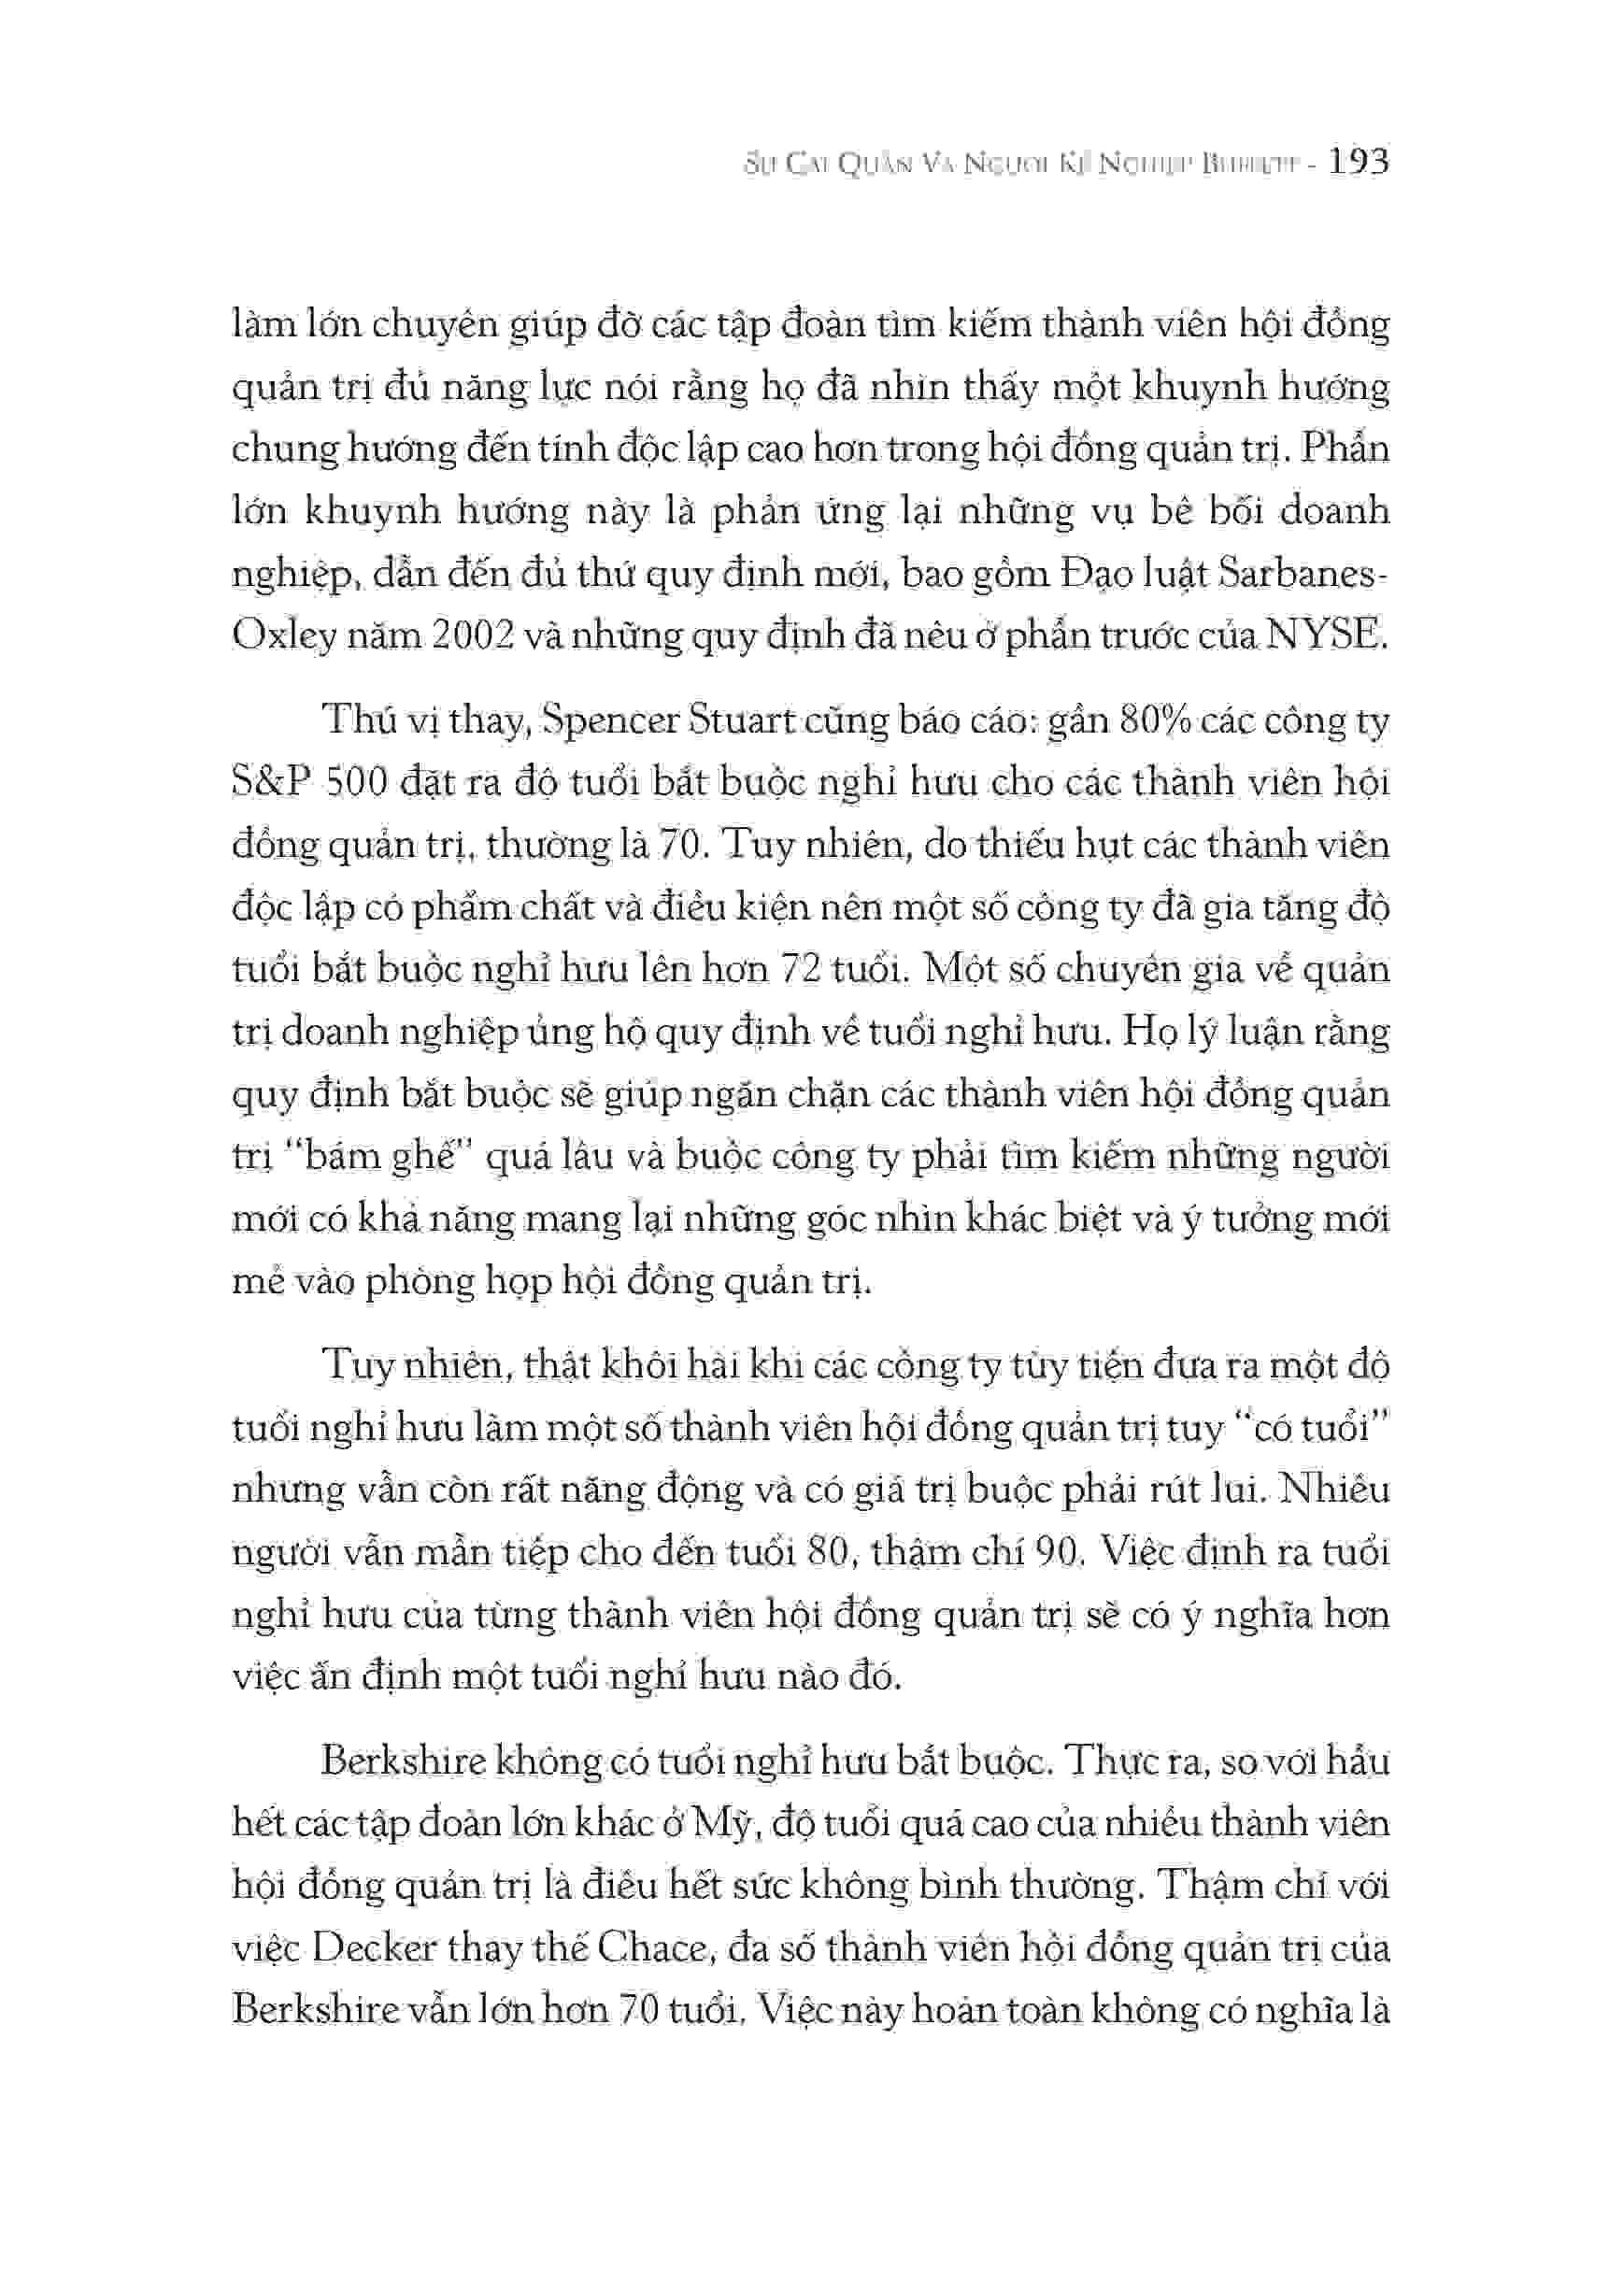 Sự Cai Quản Và Người Kế Nghiệp - 193
làm lớn chuyên giúp đỡ các tập đoàn tìm kiếm thành viên hội đồng
quản trị đủ năng lực nói rằng họ đã nhìn thấy một khuynh hướng
chung hướng đến tính độc lập cao hơn trong hội đồng quản trị. Phần
lớn khuynh hướng này là phản ứng lại những vụ bê bối doanh
nghiệp, dẫn đến đủ thứ quy định mới, bao gồm Đạo luật Sarbanes-
Oxley năm 2002 và những quy định đã nêu ở phần trước của NYSE.
Thú vị thay, Spencer Stuart cũng báo cáo: gần 80% các công ty
S&P 500 đặt ra độ tuổi bắt buộc nghỉ hưu cho các thành viên hội
đồng quản trị, thường là 70. Tuy nhiên, do thiếu hụt các thành viên
độc lập có phẩm chất và điều kiện nên một số công ty đã gia tăng độ
tuổi bắt buộc nghỉ hưu lên hơn 72 tuổi. Một số chuyên gia về quản
trị doanh nghiệp ủng hộ quy định về tuổi nghỉ hưu. Họ lý luận rằng
quy định bắt buộc sẽ giúp ngăn chặn các thành viên hội đồng quản
trị “bám ghế” quá lâu và buộc công ty phải tìm kiếm những người
mới có khả năng mang lại những góc nhìn khác biệt và ý tưởng mới
mẻ vào phòng họp hội đồng quản trị.
Tuy nhiên, thật khôi hài khi các công ty tùy tiện đưa ra một độ
tuổi nghỉ hưu làm một số thành viên hội đồng quản trị tuy “có tuổi”
nhưng vẫn còn rất năng động và có giá trị buộc phải rút lui. Nhiều
người vẫn mẫn tiệp cho đến tuổi 80, thậm chí 90. Việc định ra tuổi
nghỉ hưu của từng thành viên hội đồng quản trị sẽ có ý nghĩa hơn
việc ấn định một tuổi nghỉ hưu nào đó.
Berkshire không có tuổi nghỉ hưu bắt buộc. Thực ra, so với hầu
hết các tập đoàn lớn khác ở Mỹ, độ tuổi quá cao của nhiều thành viên
hội đồng quản trị là điều hết sức không bình thường. Thậm chí với
việc Decker thay thế Chace, đa số thành viên hội đồng quản trị của
Berkshire vẫn lớn hơn 70 tuổi. Việc này hoàn toàn không có nghĩa là